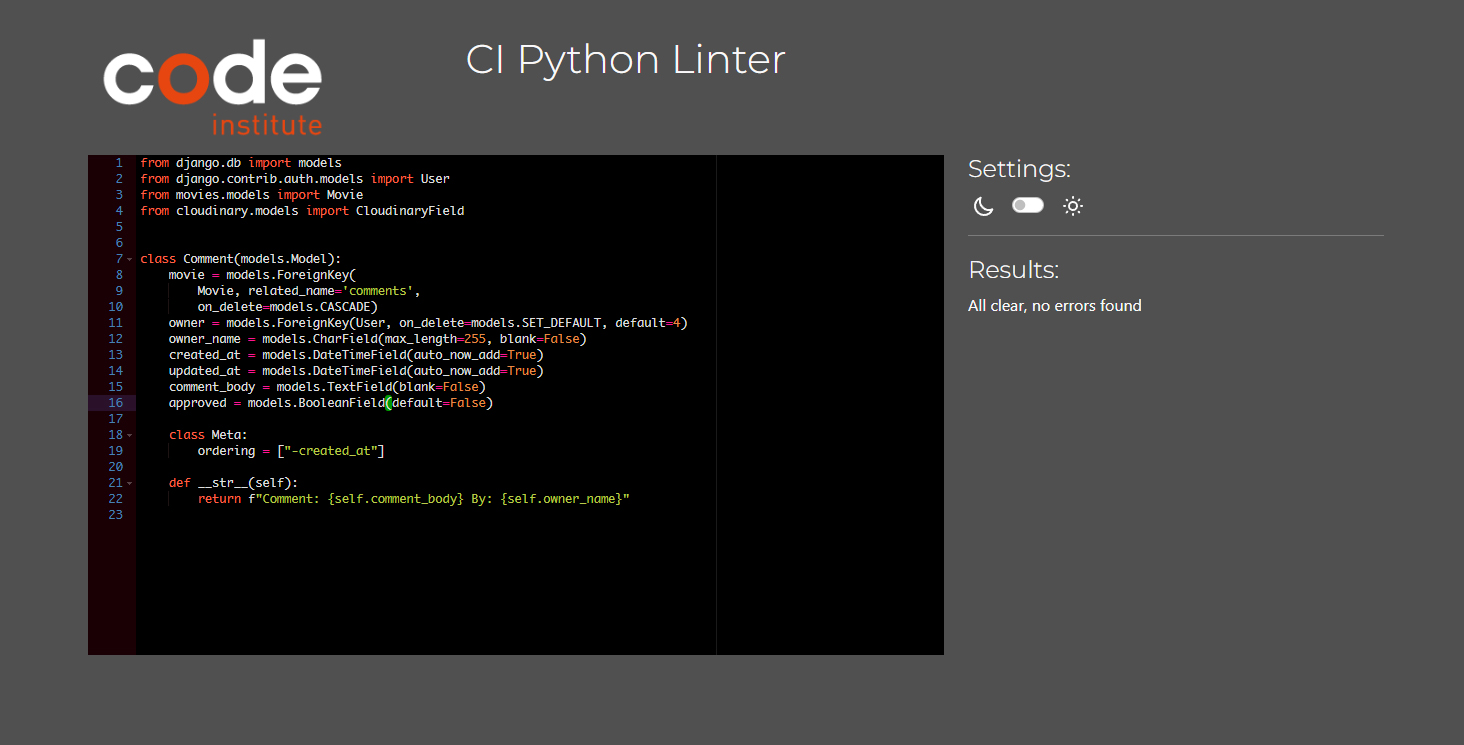 code
institute
CI Python Linter
1 from django.db import models
2 from django.contrib.auth.models import User
3 from movies.models import Movie
4 from cloudinary.models import CloudinaryField
5
6
7 class Comment(models.Model):
8     movie = models.ForeignKey(
9         Movie, related_name='comments',
10         on_delete=models.CASCADE)
11     owner = models.ForeignKey(User, on_delete=models.SET_DEFAULT, default=4)
12     owner_name = models.CharField(max_length=255, blank=False)
13     created_at = models.DateTimeField(auto_now_add=True)
14     updated_at = models.DateTimeField(auto_now_add=True)
15     comment_body = models.TextField(blank=False)
16     approved = models.BooleanField(default=False)
17
18     class Meta:
19         ordering = ["-created_at"]
20
21     def __str__(self):
22         return f"Comment: {self.comment_body} By: {self.owner_name}"
23
Settings:
Results:
All clear, no errors found